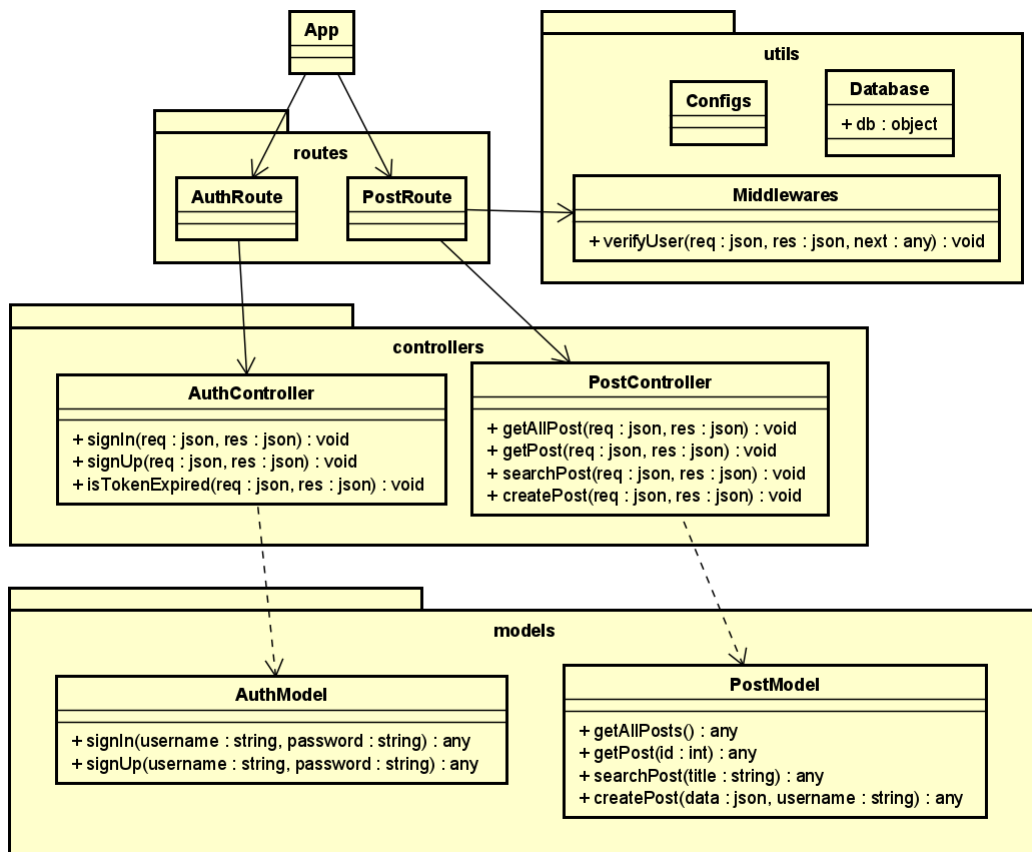 App
utils
Configs
Database
+ db : object
routes
AuthRoute
PostRoute
Middlewares
+ verifyUser(req : json, res : json, next : any) : void
controllers
AuthController
+ signIn(req : json, res : json) : void
+ signUp(req : json, res : json) : void
+ isTokenExpired(req : json, res : json) : void
PostController
+ getAllPost(req : json, res : json) : void
+ getPost(req : json, res : json) : void
+ searchPost(req : json, res : json) : void
+ createPost(req : json, res : json) : void
models
AuthModel
+ signIn(username : string, password : string) : any
+ signUp(username : string, password : string) : any
PostModel
+ getAllPosts() : any
+ getPost(id : int) : any
+ searchPost(title : string) : any
+ createPost(data : json, username : string) : any